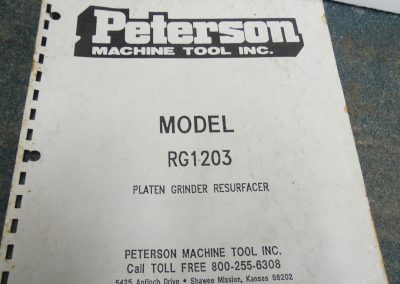 Peterson
MACHINE TOOL INC.
MODEL
RG1203
PLATEN GRINDER RESURFACER
PETERSON MACHINE TOOL INC.
Call TOLL FREE 800-255-6308
5425 Antioch Drive • Shawnee Mission, Kansas 66202